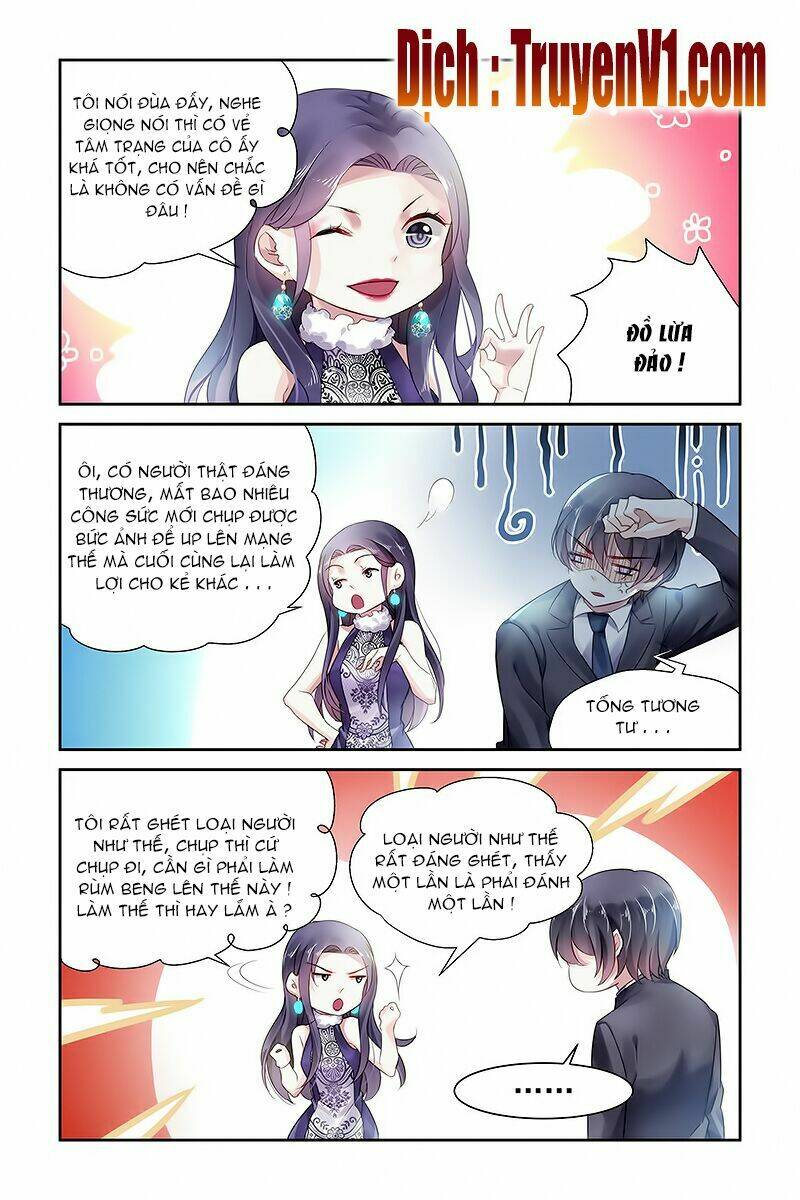 Dịch : TruyenV1.com
TÔI NÓI ĐÙA ĐẤY, NGHE
GIỌNG NÓI THÌ CÓ VẺ
TÂM TRẠNG CỦA CÔ ẤY
KHÁ TỐT, CHO NÊN CHẮC
LÀ KHÔNG CÓ VẤN ĐỀ GÌ
ĐÂU !
ĐỒ LỪA
ĐẢO !
ÔI, CÓ NGƯỜI THẬT ĐÁNG
THƯƠNG, MẤT BAO NHIÊU
CÔNG SỨC MỚI CHỤP ĐƯỢC
BỨC ẢNH ĐỂ UP LÊN MẠNG
THẾ MÀ CUỐI CÙNG LẠI LÀM
LỢI CHO KẺ KHÁC . . .
TỐNG TƯƠNG
TƯ . . .
TÔI RẤT GHÉT LOẠI NGƯỜI
NHƯ THẾ, CHỤP THÌ CỨ
CHỤP ĐI, CẦN GÌ PHẢI LÀM
RÙM BENG LÊN THẾ NÀY !
LÀM THẾ THÌ HAY LẮM À ?
LOẠI NGƯỜI NHƯ THẾ
RẤT ĐÁNG GHÉT, THẤY
MỘT LẦN LÀ PHẢI ĐÁNH
MỘT LẦN !
......